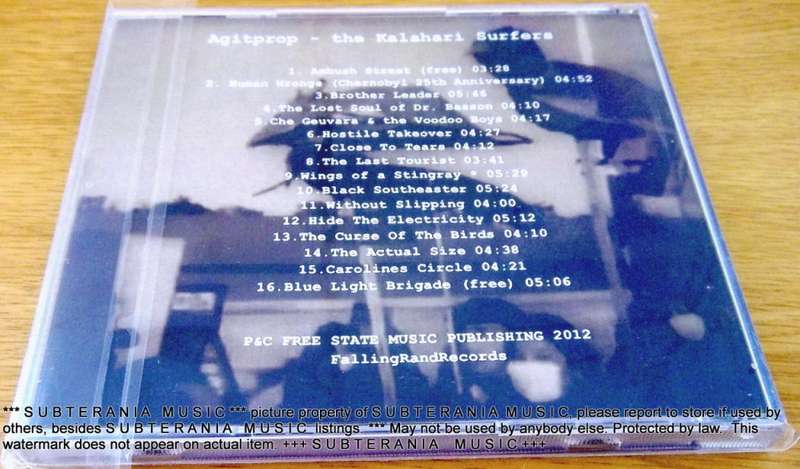 Agitprop - the Kalahari Surfers
1. Ambush Street (free) 03:28
2. Human Wrongs (Chernobyl 25th Anniversary) 04:52
3.Brother Leader 05:46
4.The Lost Soul of Dr. Basson 04:10
5.Che Geuvara & the Voodoo Boys 04:17
6.Hostile Takeover 04:27
7.Close To Tears 04:12
8.The Last Tourist 03:41
9.Wings of a Stingray * 05:29
10.Black Southeaster 05:24
11.Without Slipping 04:00
12.Hide The Electricity 05:12
13.The Curse Of The Birds 04:10
14.The Actual Size 04:38
15.Carolines Circle 04:21
16.Blue Light Brigade (free) 05:06
P&C FREE STATE MUSIC PUBLISHING 2012
FallingRandRecords
*** S U B T E R A N I A M U S I C *** picture property of S U B T E R A N I A M U S I C, please report to store if used by
others, besides S U B T E R A N I A M U S I C listings *** May not be used by anybody else. Protected by law. This
watermark does not appear on actual item. +++ S U B T E R A N I A M U S I C +++